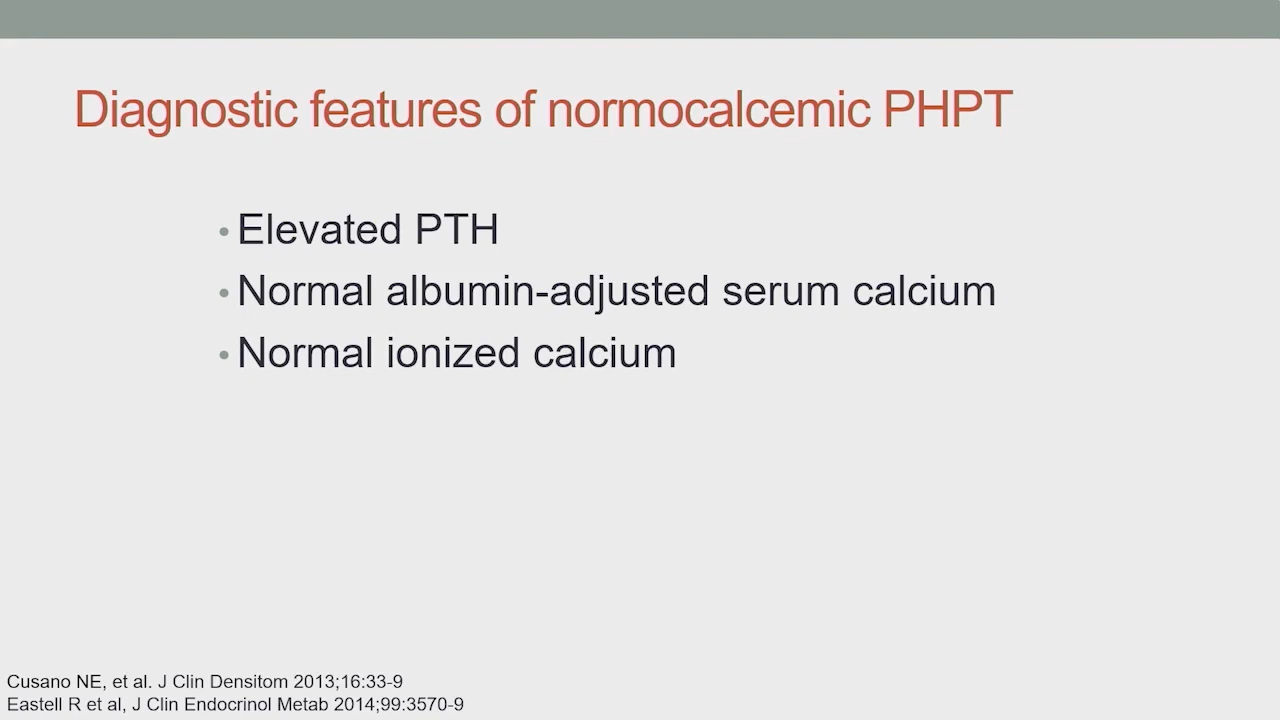 Diagnostic features of normocalcemic PHPT
• Elevated PTH
• Normal albumin-adjusted serum calcium
• Normal ionized calcium
Cusano NE, et al. J Clin Densitom 2013;16:33-9
Eastell R et al, J Clin Endocrinol Metab 2014;99:3570-9